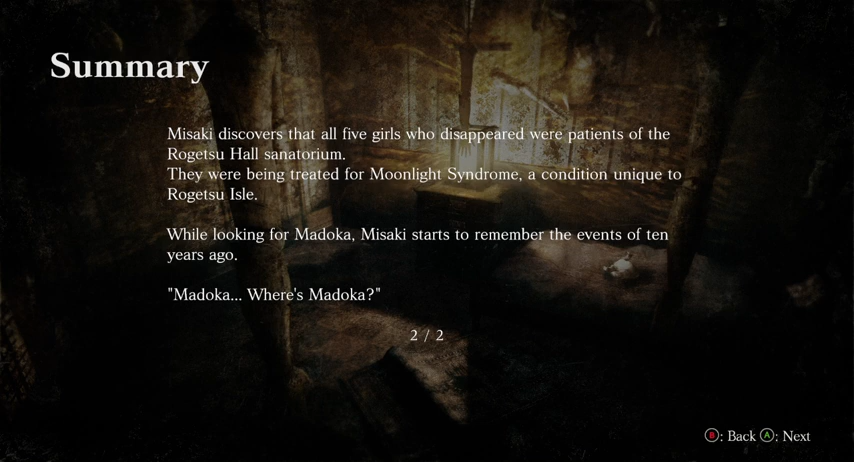 Summary
Misaki discovers that all five girls who disappeared were patients of the
Rogetsu Hall sanatorium.
They were being treated for Moonlight Syndrome, a condition unique to
Rogetsu Isle.
While looking for Madoka, Misaki starts to remember the events of ten
years ago.
"Madoka... Where's Madoka?"
2 / 2
B: Back A: Next